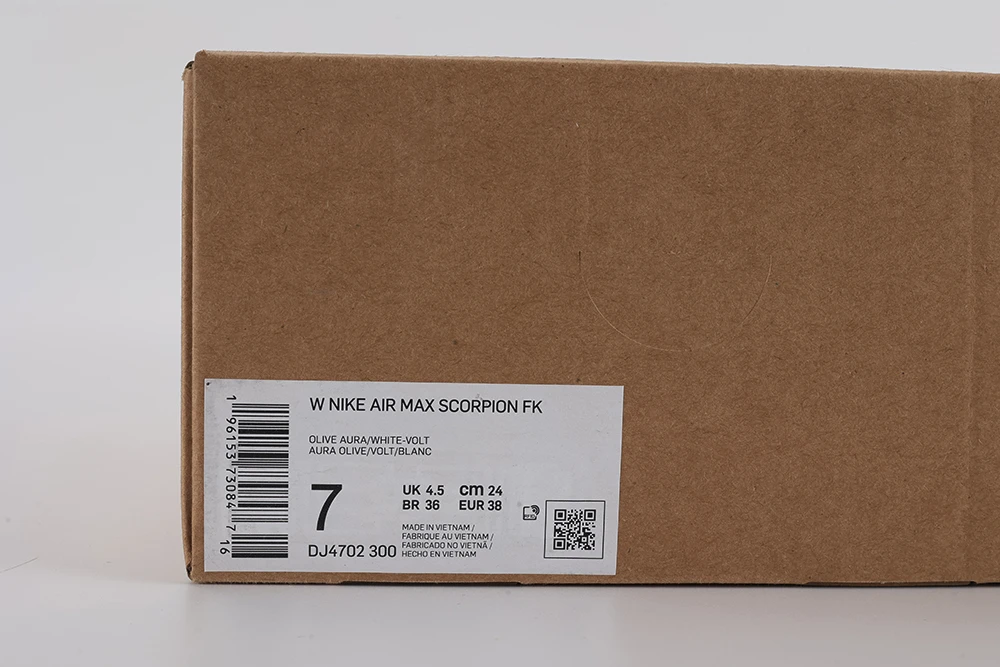 W NIKE AIR MAX SCORPION FK
OLIVE AURA/WHITE-VOLT
AURA OLIVE/VOLT/BLANC
7
UK 4.5 cm 24
BR 36 EUR 38
MADE IN VIETNAM /
FABRIQUE AU VIETNAM /
FABRICADO NO VIETNÃ /
HECHO EN VIETNAM
DJ4702 300
1 96153 73084 7 16